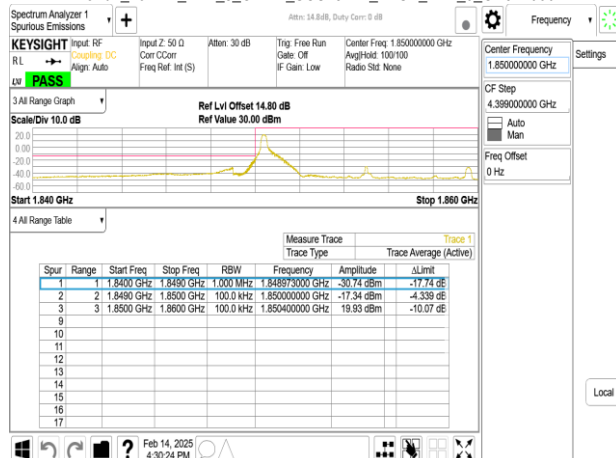 Spectrum Analyzer 1
Spurious Emissions
Attn: 14.8dB, Duty Corr: 0 dB
Frequency
Settings
KEYSIGHT
RL
LXI
PASS
Input: RF
Coupling: DC
Align: Auto
Input Z: 50 Ω
Corr CCorr
Freq Ref: Int (S)
Atten: 30 dB
Trig: Free Run
Gate: Off
IF Gain: Low
Center Freq: 1.850000000 GHz
Avg|Hold: 100/100
Radio Std: None
Center Frequency
1.850000000 GHz
CF Step
4.399000000 GHz
Auto
Man
Freq Offset
0 Hz
Local
3 All Range Graph
Scale/Div 10.0 dB
Ref Lvl Offset 14.80 dB
Ref Value 30.00 dBm
20.0
0.00
-20.0
-40.0
-60.0
Start 1.840 GHz
Stop 1.860 GHz
4 All Range Table
Measure Trace Trace 1
Trace Type Trace Average (Active)
Spur Range Start Freq Stop Freq RBW Frequency Amplitude ΔLimit
1 1 1.8400 GHz 1.8490 GHz 1.000 MHz 1.848973000 GHz -30.74 dBm -17.74 dB
2 2 1.8490 GHz 1.8500 GHz 100.0 kHz 1.850000000 GHz -17.34 dBm -4.339 dB
3 3 1.8500 GHz 1.8600 GHz 100.0 kHz 1.850400000 GHz 19.93 dBm -10.07 dB
9
10
11
12
13
14
15
16
17
?
Feb 14, 2025
4:30:24 PM